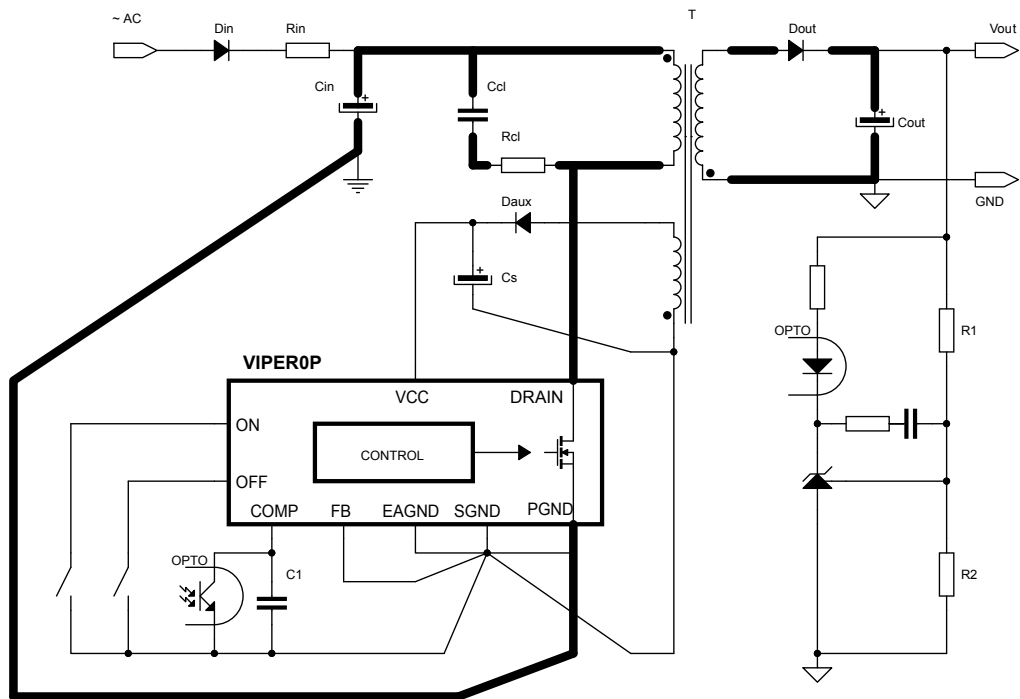 ~ AC
Din
Rin
T
Dout
Vout
Cin
+
Ccl
+
Cout
Rcl
GND
Daux
+
Cs
OPTO
R1
VIPER0P
VCC
DRAIN
ON
CONTROL
OFF
COMP
FB
EAGND
SGND
PGND
OPTO
C1
R2